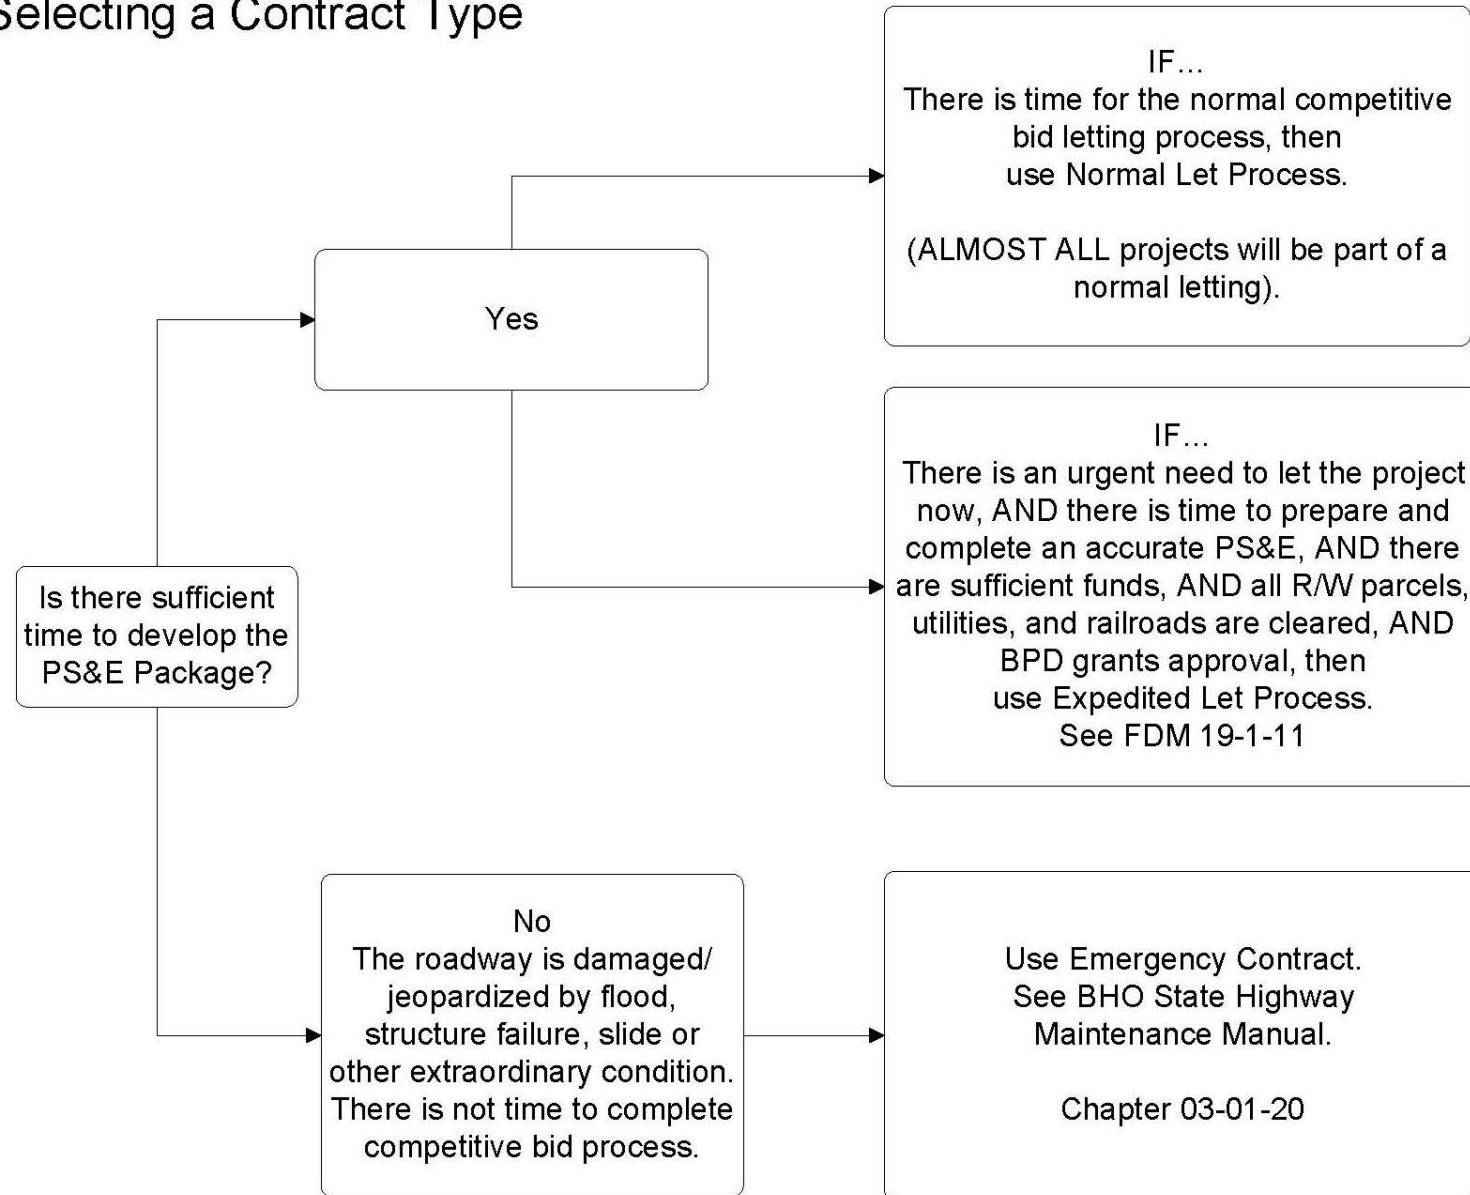 Selecting a Contract Type
IF...
There is time for the normal competitive
bid letting process, then
use Normal Let Process.
(ALMOST ALL projects will be part of a
normal letting).
Yes
IF...
There is an urgent need to let the project
now, AND there is time to prepare and
complete an accurate PS&E, AND there
are sufficient funds, AND all R/W parcels,
utilities, and railroads are cleared, AND
BPD grants approval, then
use Expedited Let Process.
See FDM 19-1-11
Is there sufficient
time to develop the
PS&E Package?
No
The roadway is damaged/
jeopardized by flood,
structure failure, slide or
other extraordinary condition.
There is not time to complete
competitive bid process.
Use Emergency Contract.
See BHO State Highway
Maintenance Manual.
Chapter 03-01-20